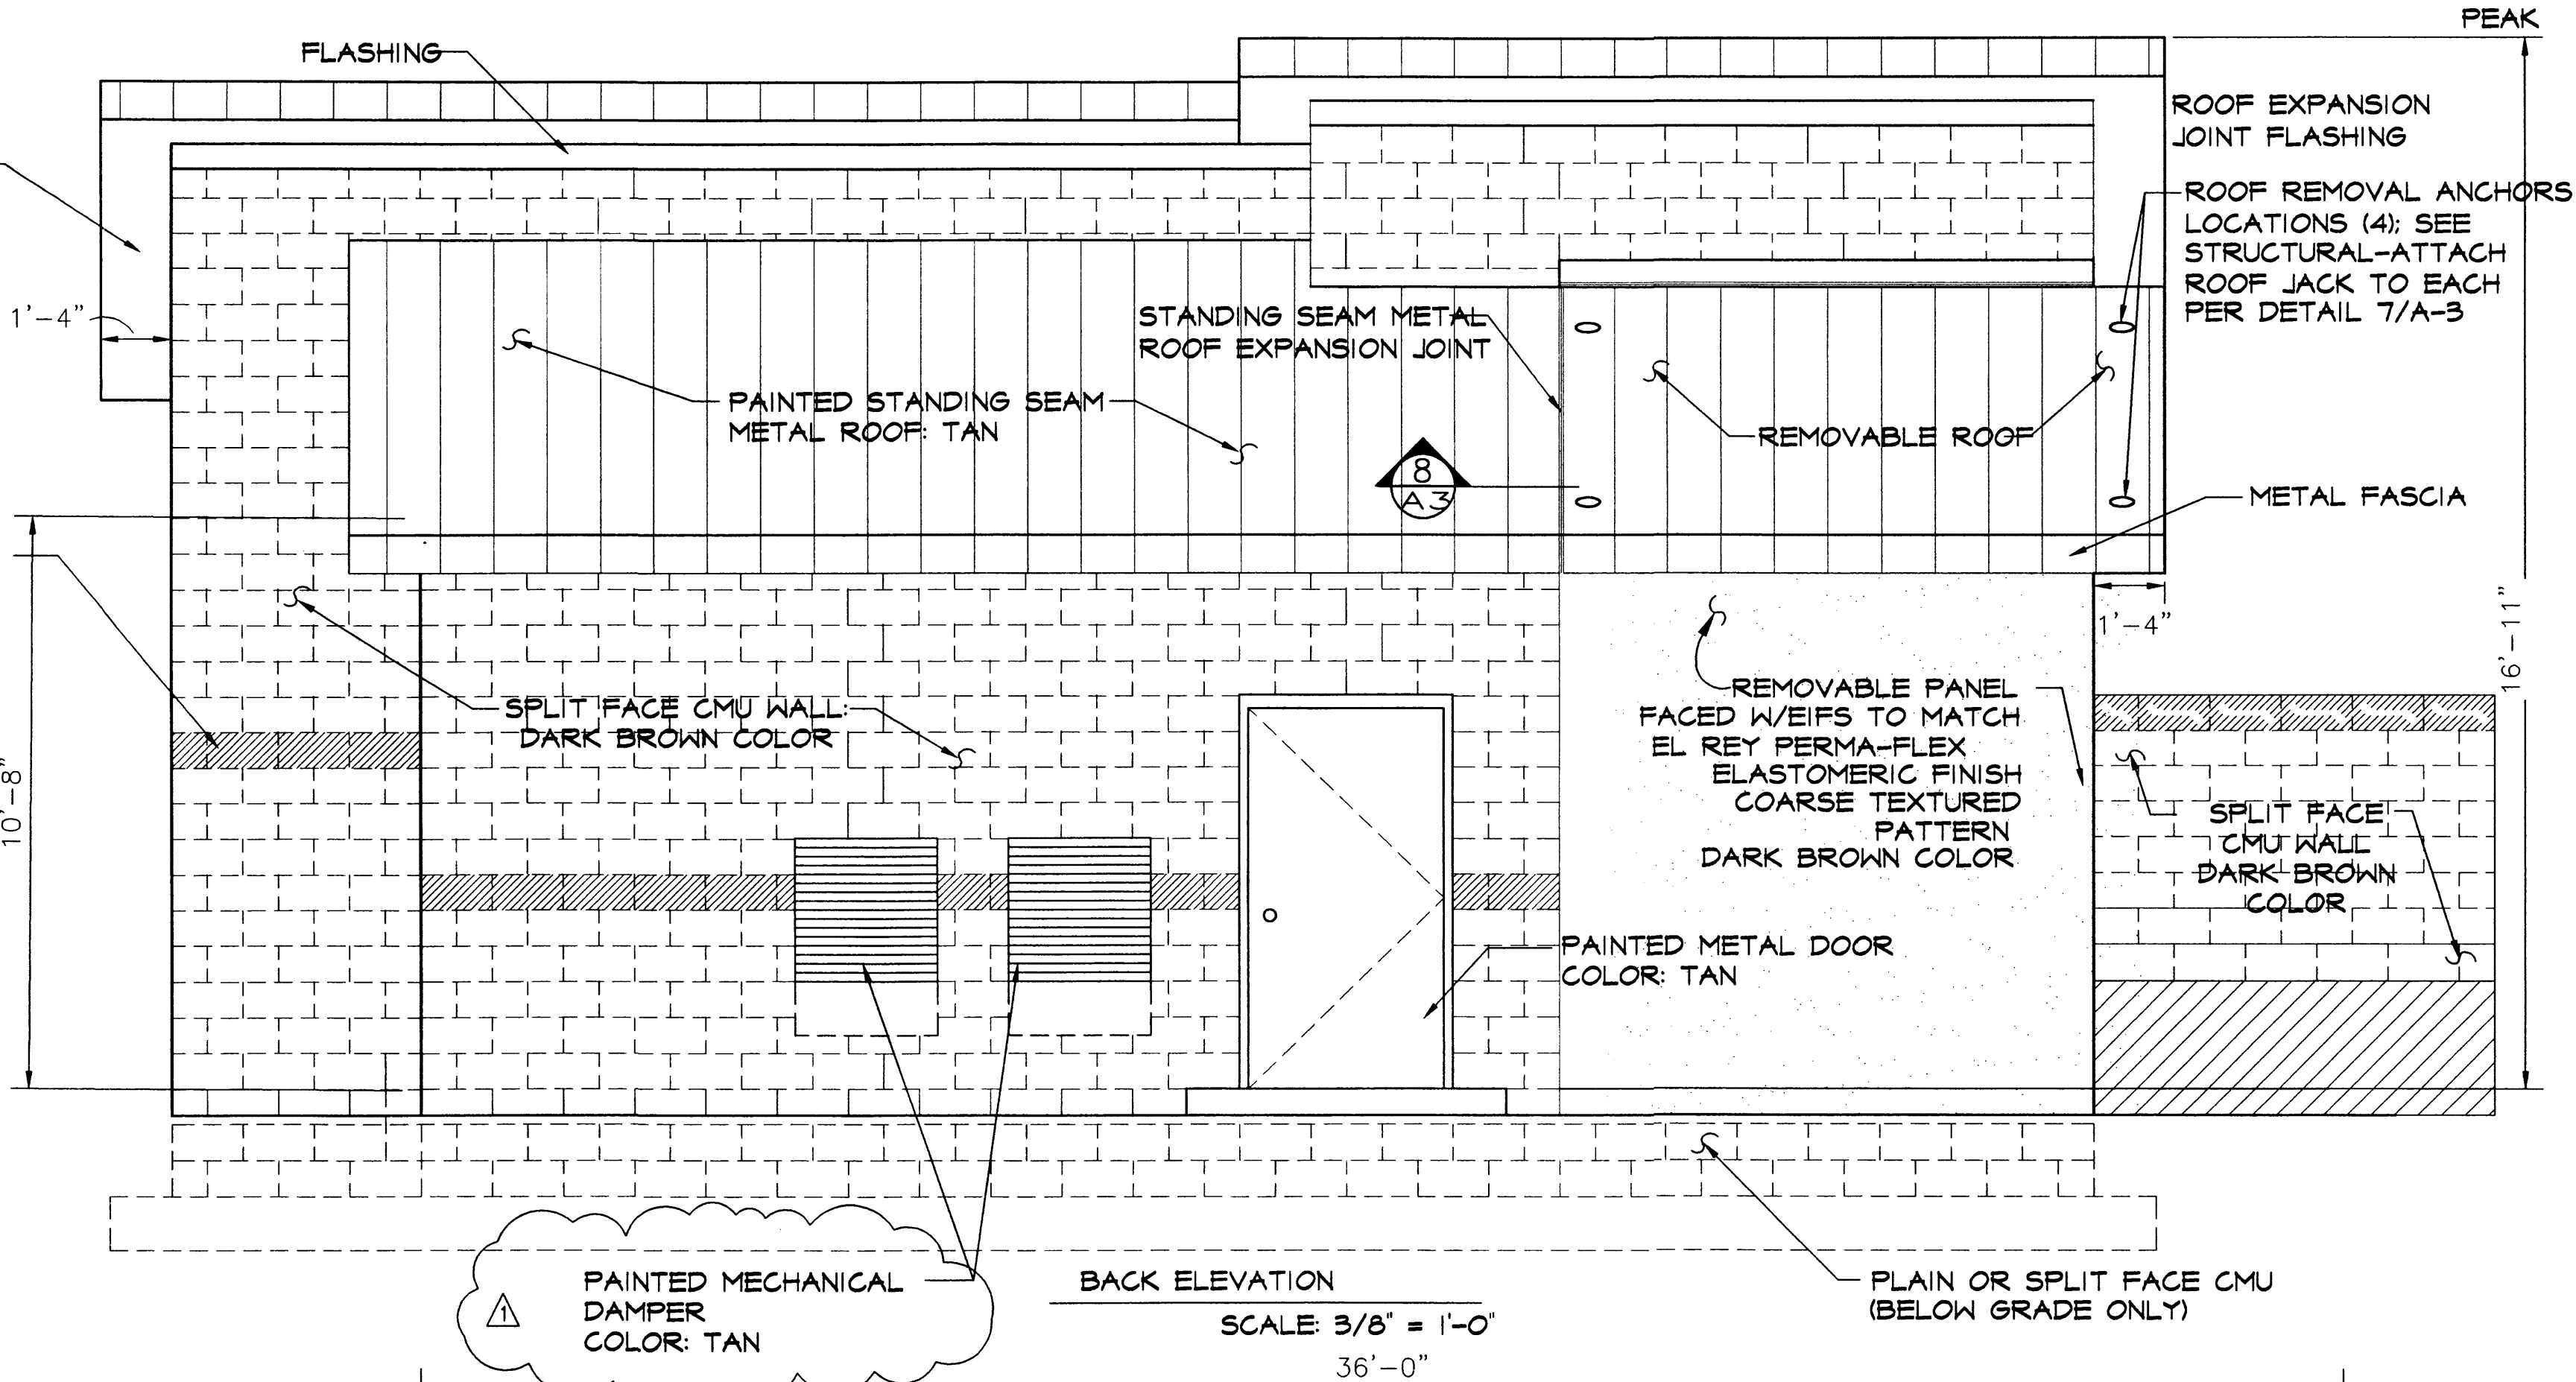 PEAK
FLASHING
ROOF EXPANSION
JOINT FLASHING
ROOF REMOVAL ANCHORS
LOCATIONS (4); SEE
STRUCTURAL-ATTACH
ROOF JACK TO EACH
PER DETAIL 7/A-3
1'-4"
STANDING SEAM METAL
ROOF EXPANSION JOINT
PAINTED STANDING SEAM
METAL ROOF: TAN
REMOVABLE ROOF
8
A3
METAL FASCIA
1'-4"
16'-11"
10'-8"
SPLIT FACE CMU WALL:
DARK BROWN COLOR
REMOVABLE PANEL
FACED W/EIFS TO MATCH
EL REY PERMA-FLEX
ELASTOMERIC FINISH
COARSE TEXTURED
PATTERN
DARK BROWN COLOR
SPLIT FACE
CMU WALL
DARK BROWN
COLOR
PAINTED METAL DOOR
COLOR: TAN
1
PAINTED MECHANICAL
DAMPER
COLOR: TAN
BACK ELEVATION
SCALE: 3/8" = 1'-0"
36'-0"
PLAIN OR SPLIT FACE CMU
(BELOW GRADE ONLY)